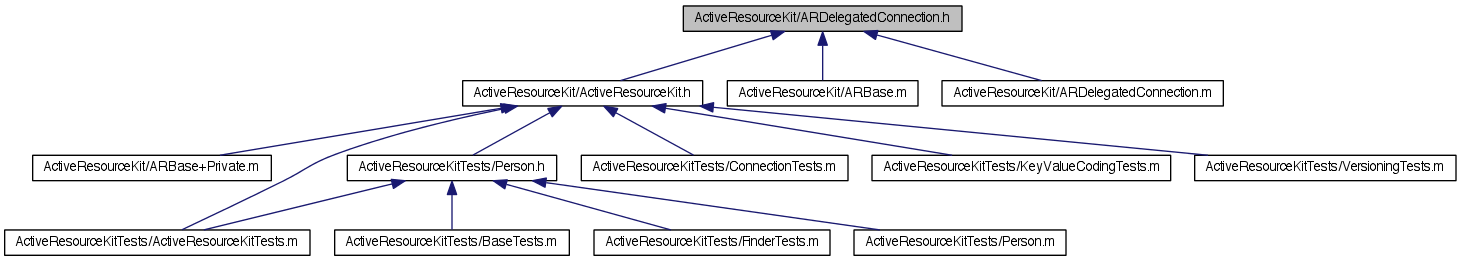 ActiveResourceKit/ARDelegatedConnection.h
ActiveResourceKit/ActiveResourceKit.h
ActiveResourceKit/ARBase.m
ActiveResourceKit/ARDelegatedConnection.m
ActiveResourceKit/ARBase+Private.m
ActiveResourceKitTests/Person.h
ActiveResourceKitTests/ConnectionTests.m
ActiveResourceKitTests/KeyValueCodingTests.m
ActiveResourceKitTests/VersioningTests.m
ActiveResourceKitTests/ActiveResourceKitTests.m
ActiveResourceKitTests/BaseTests.m
ActiveResourceKitTests/FinderTests.m
ActiveResourceKitTests/Person.m